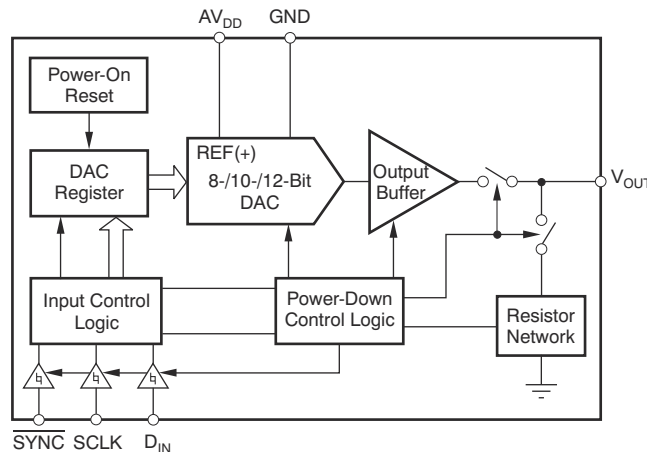 AVDD GND
Power-On
Reset
REF(+)
DAC
Register
8-/10-/12-Bit
DAC
Output
Buffer
VOUT
Input Control
Logic
Power-Down
Control Logic
Resistor
Network
SYNC SCLK DIN